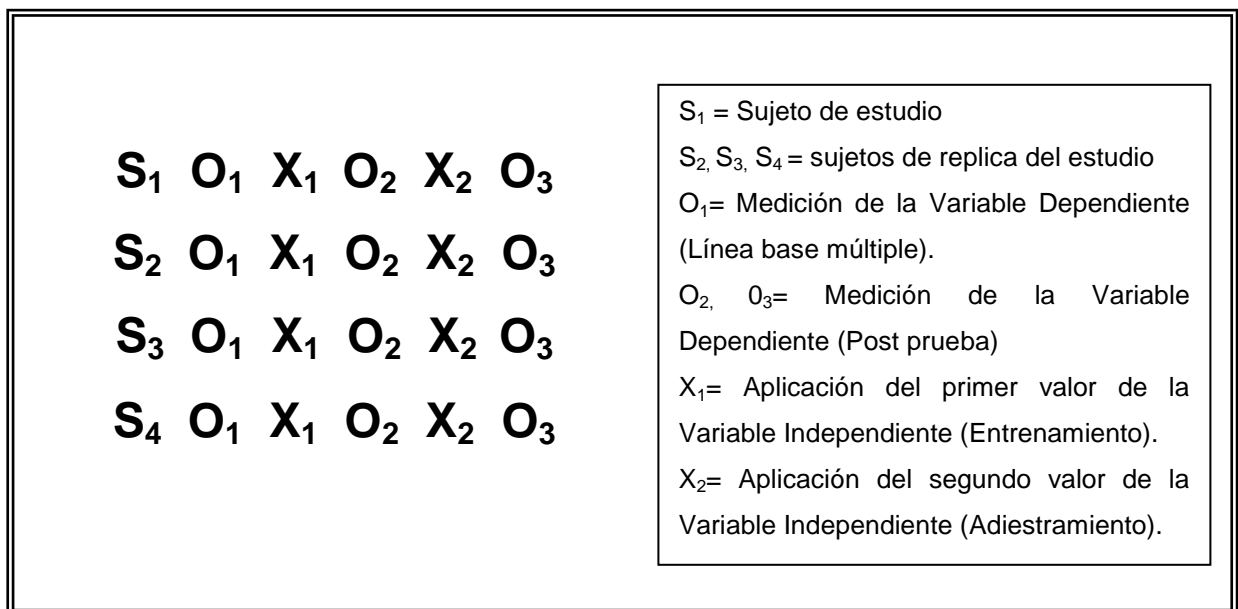 S₁ O₁ X₁ O₂ X₂ O₃
S₂ O₁ X₁ O₂ X₂ O₃
S₃ O₁ X₁ O₂ X₂ O₃
S₄ O₁ X₁ O₂ X₂ O₃
S₁ = Sujeto de estudio
S₂, S₃, S₄ = sujetos de replica del estudio
O₁= Medición de la Variable Dependiente
(Línea base múltiple).
O₂, 0₃= Medición de la Variable
Dependiente (Post prueba)
X₁= Aplicación del primer valor de la
Variable Independiente (Entrenamiento).
X₂= Aplicación del segundo valor de la
Variable Independiente (Adiestramiento).